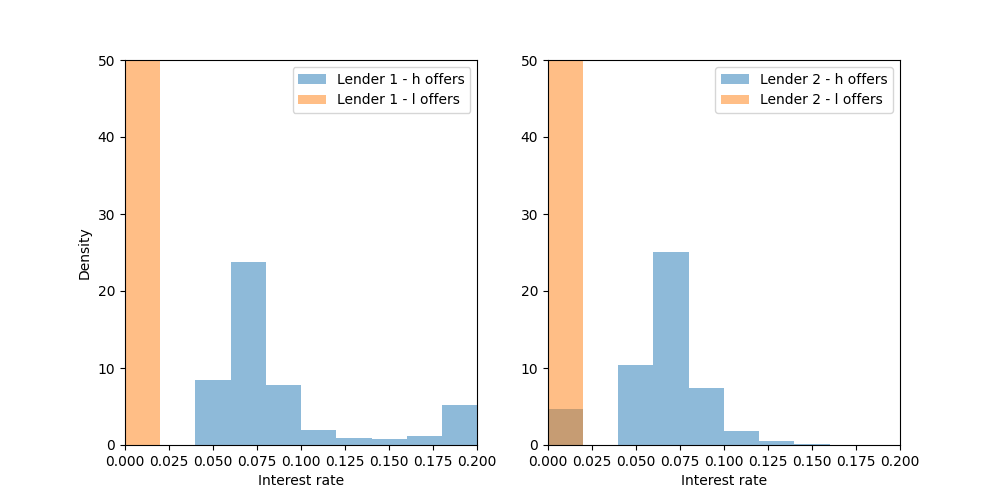 50
40
30
20
10
0
Density
Lender 1 - h offers
Lender 1 - l offers
0.000 0.025 0.050 0.075 0.100 0.125 0.150 0.175 0.200
Interest rate
50
40
30
20
10
0
Lender 2 - h offers
Lender 2 - l offers
0.000 0.025 0.050 0.075 0.100 0.125 0.150 0.175 0.200
Interest rate